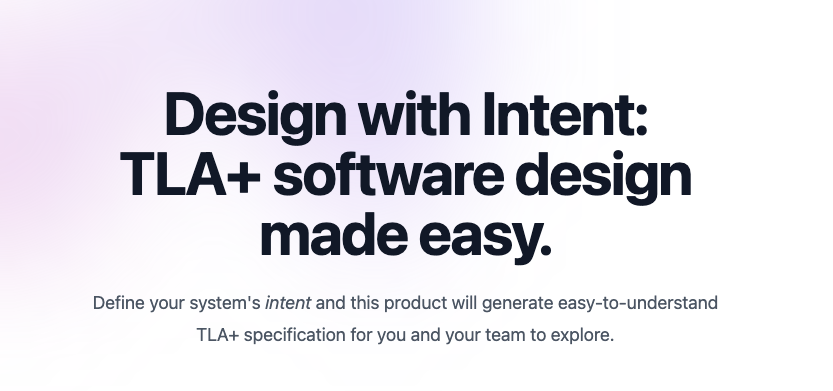 Design with Intent:
TLA+ software design
made easy.
Define your system's intent and this product will generate easy-to-understand
TLA+ specification for you and your team to explore.